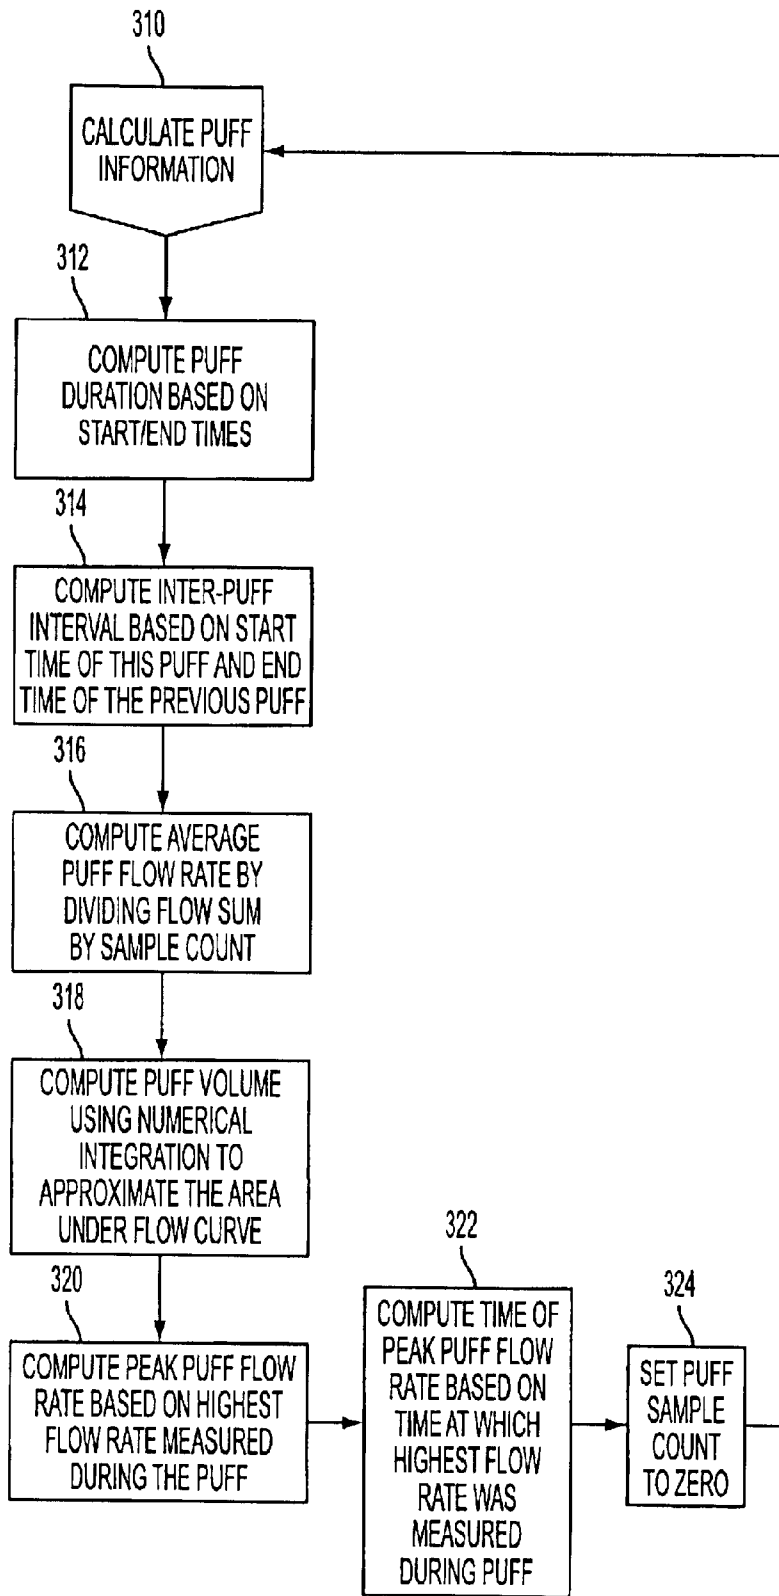 310
CALCULATE PUFF
INFORMATION
312
COMPUTE PUFF
DURATION BASED ON
START/END TIMES
314
COMPUTE INTER-PUFF
INTERVAL BASED ON START
TIME OF THIS PUFF AND END
TIME OF THE PREVIOUS PUFF
316
COMPUTE AVERAGE
PUFF FLOW RATE BY
DIVIDING FLOW SUM
BY SAMPLE COUNT
318
COMPUTE PUFF VOLUME
USING NUMERICAL
INTEGRATION TO
APPROXIMATE THE AREA
UNDER FLOW CURVE
320
COMPUTE PEAK PUFF FLOW
RATE BASED ON HIGHEST
FLOW RATE MEASURED
DURING THE PUFF
322
COMPUTE TIME OF
PEAK PUFF FLOW
RATE BASED ON
TIME AT WHICH
HIGHEST FLOW
RATE WAS
MEASURED
DURING PUFF
324
SET PUFF
SAMPLE
COUNT
TO ZERO